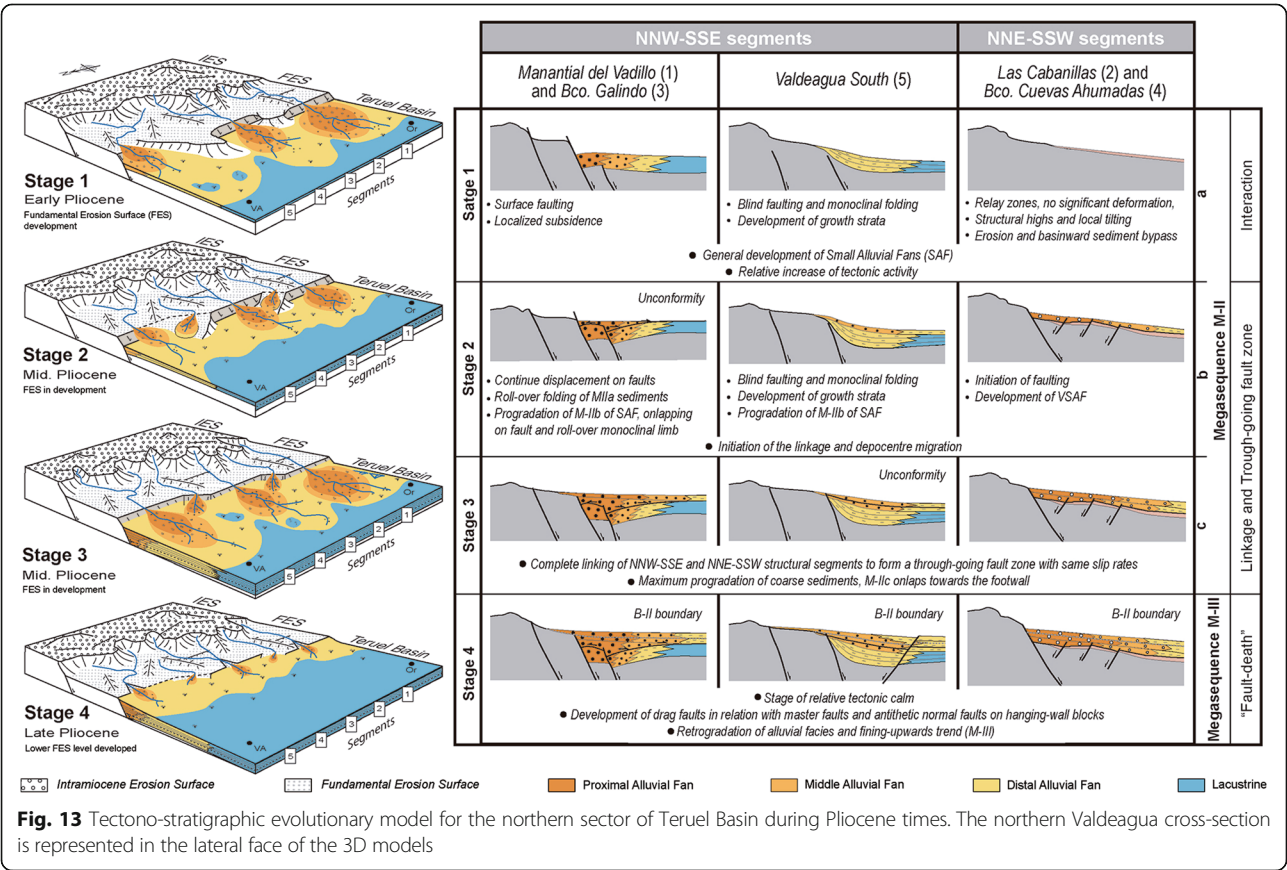 IES
FES
Teruel Basin
Or
VA
Segments
1
2
3
4
5
Stage 1
Early Pliocene
Fundamental Erosion Surface (FES)
development
IES
FES
Teruel Basin
Or
VA
Segments
1
2
3
4
5
Stage 2
Mid. Pliocene
FES in development
IES
FES
Teruel Basin
Or
VA
Segments
1
2
3
4
5
Stage 3
Mid. Pliocene
FES in development
IES
FES
Teruel Basin
Or
VA
Segments
1
2
3
4
5
Stage 4
Late Pliocene
Lower FES level developed
NNW-SSE segments
NNE-SSW segments
Manantial del Vadillo (1)
and Bco. Galindo (3)
Valdeagua South (5)
Las Cabanillas (2) and
Bco. Cuevas Ahumadas (4)
Satge 1
• Surface faulting
• Localized subsidence
• Blind faulting and monoclinal folding
• Development of growth strata
• Relay zones, no significant deformation,
• Structural highs and local tilting
• Erosion and basinward sediment bypass
● General development of Small Alluvial Fans (SAF)
● Relative increase of tectonic activity
a
Interaction
Stage 2
Unconformity
• Continue displacement on faults
• Roll-over folding of MIIa sediments
• Progradation of M-IIb of SAF, onlapping
on fault and roll-over monoclinal limb
• Blind faulting and monoclinal folding
• Development of growth strata
• Progradation of M-IIb of SAF
• Initiation of faulting
• Development of VSAF
● Initiation of the linkage and depocentre migration
b
Megasequence M-II
Linkage and Trough-going fault zone
Stage 3
Unconformity
● Complete linking of NNW-SSE and NNE-SSW structural segments to form a through-going fault zone with same slip rates
● Maximum progradation of coarse sediments, M-IIc onlaps towards the footwall
c
Stage 4
B-II boundary
B-II boundary
B-II boundary
● Stage of relative tectonic calm
● Development of drag faults in relation with master faults and antithetic normal faults on hanging-wall blocks
● Retrogradation of alluvial facies and fining-upwards trend (M-III)
Megasequence M-III
“Fault-death”
Intramiocene Erosion Surface
Fundamental Erosion Surface
Proximal Alluvial Fan
Middle Alluvial Fan
Distal Alluvial Fan
Lacustrine
Fig. 13 Tectono-stratigraphic evolutionary model for the northern sector of Teruel Basin during Pliocene times. The northern Valdeagua cross-section
is represented in the lateral face of the 3D models